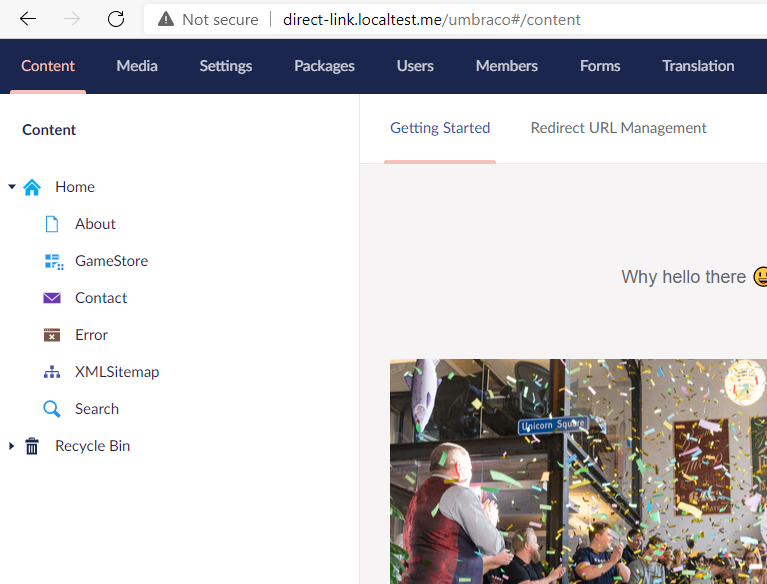 Not secure direct-link.localtest.me/umbraco#/content
Content Media Settings Packages Users Members Forms Translation
Content
Getting Started Redirect URL Management
Home
About
GameStore
Contact
Error
XMLSitemap
Search
Recycle Bin
Why hello there 😃
Unicorn Square